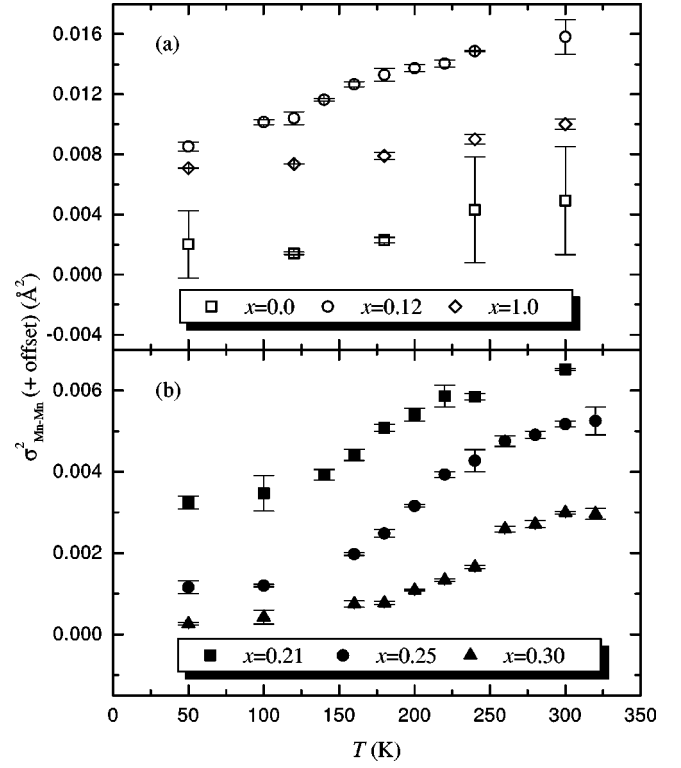 0.016
(a)
0.012
0.008
0.004
0.000
x=0.0 x=0.12 x=1.0
-0.004
σ²Mn-Mn (+ offset) (Å²)
(b)
0.006
0.004
0.002
0.000
x=0.21 x=0.25 x=0.30
0 50 100 150 200 250 300 350
T (K)